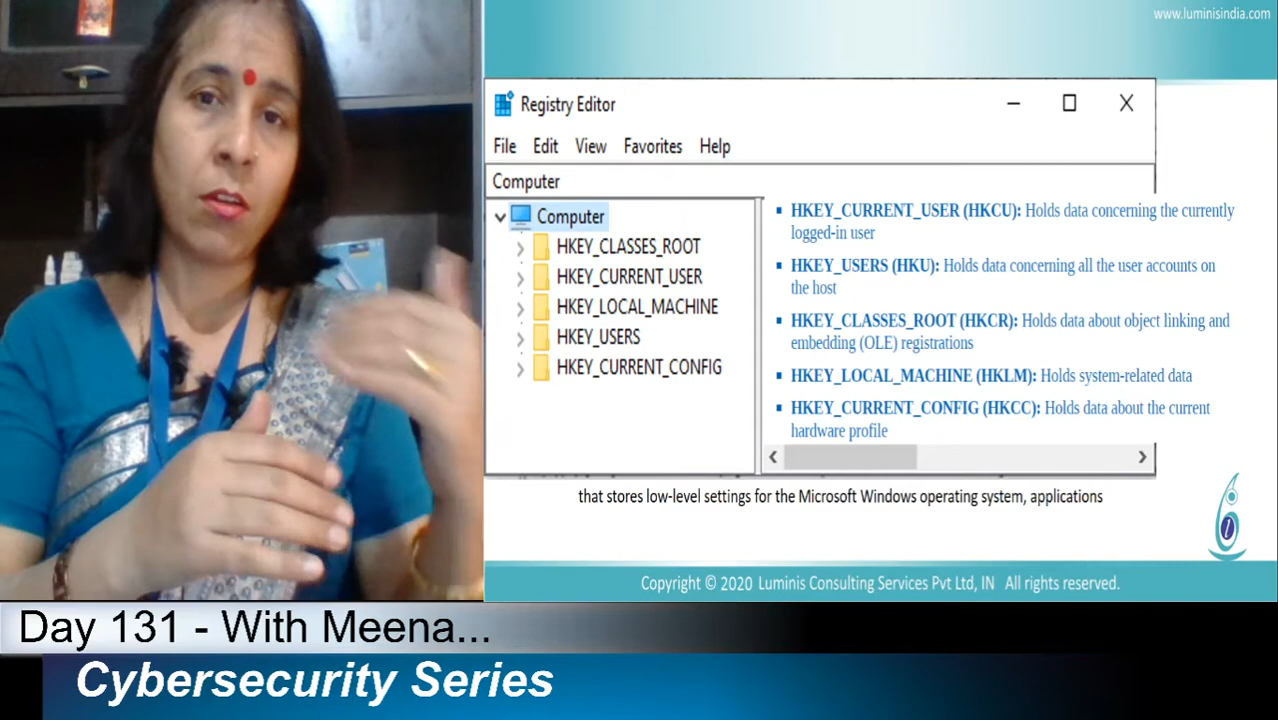 www.luminisindia.com
Registry Editor
File Edit View Favorites Help
Computer
Computer
HKEY_CLASSES_ROOT
HKEY_CURRENT_USER
HKEY_LOCAL_MACHINE
HKEY_USERS
HKEY_CURRENT_CONFIG
▪ HKEY_CURRENT_USER (HKCU): Holds data concerning the currently
logged-in user
▪ HKEY_USERS (HKU): Holds data concerning all the user accounts on
the host
▪ HKEY_CLASSES_ROOT (HKCR): Holds data about object linking and
embedding (OLE) registrations
▪ HKEY_LOCAL_MACHINE (HKLM): Holds system-related data
▪ HKEY_CURRENT_CONFIG (HKCC): Holds data about the current
hardware profile
that stores low-level settings for the Microsoft Windows operating system, applications
Copyright © 2020 Luminis Consulting Services Pvt Ltd, IN All rights reserved.
Day 131 - With Meena...
Cybersecurity Series